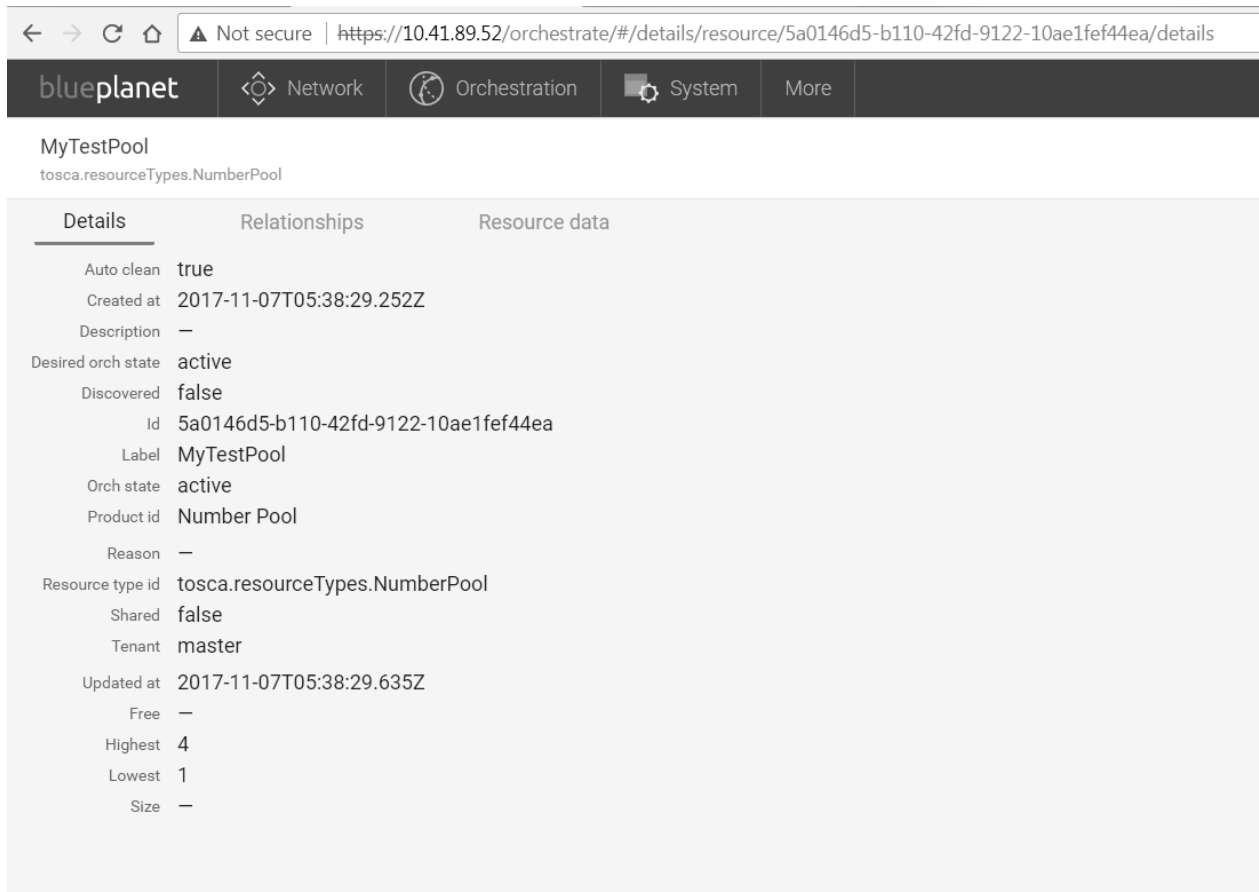 Not secure | https://10.41.89.52/orchestrate/#/details/resource/5a0146d5-b110-42fd-9122-10ae1fef44ea/details
blueplanet Network Orchestration System More
MyTestPool
tosca.resourceTypes.NumberPool
Details Relationships Resource data
Auto clean true
Created at 2017-11-07T05:38:29.252Z
Description —
Desired orch state active
Discovered false
Id 5a0146d5-b110-42fd-9122-10ae1fef44ea
Label MyTestPool
Orch state active
Product id Number Pool
Reason —
Resource type id tosca.resourceTypes.NumberPool
Shared false
Tenant master
Updated at 2017-11-07T05:38:29.635Z
Free —
Highest 4
Lowest 1
Size —